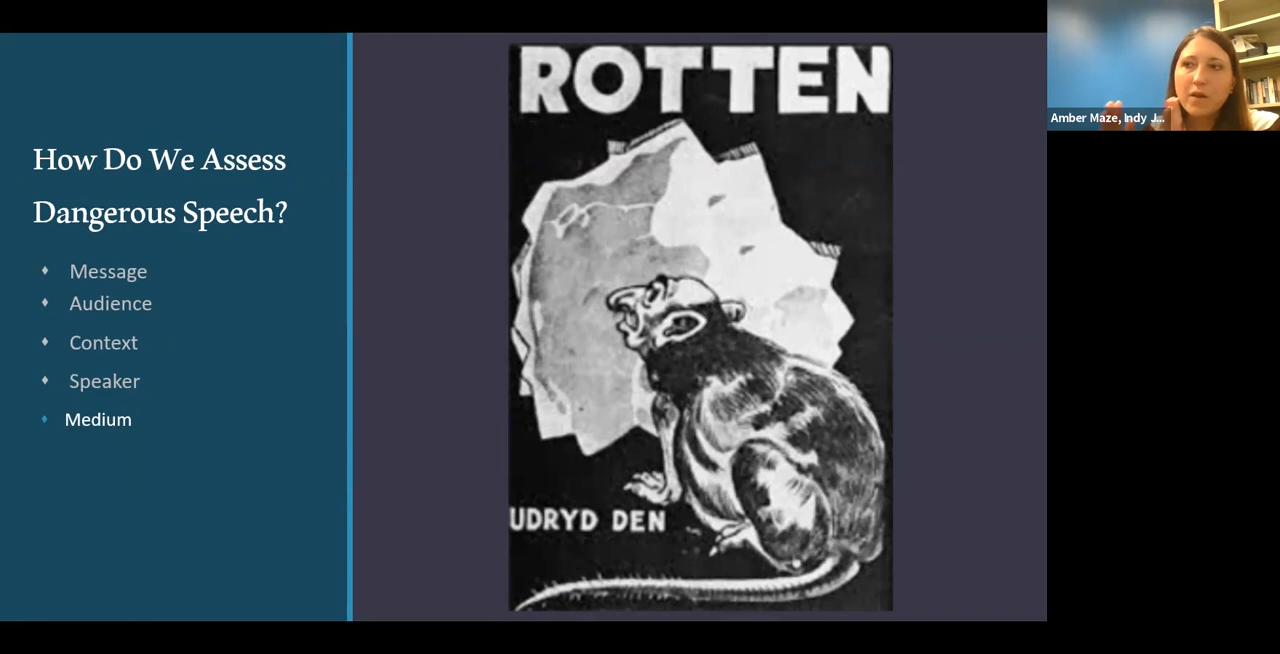 How Do We Assess
Dangerous Speech?
Message
Audience
Context
Speaker
Medium
ROTTEN
UDRYD DEN
Amber Maze, Indy J...